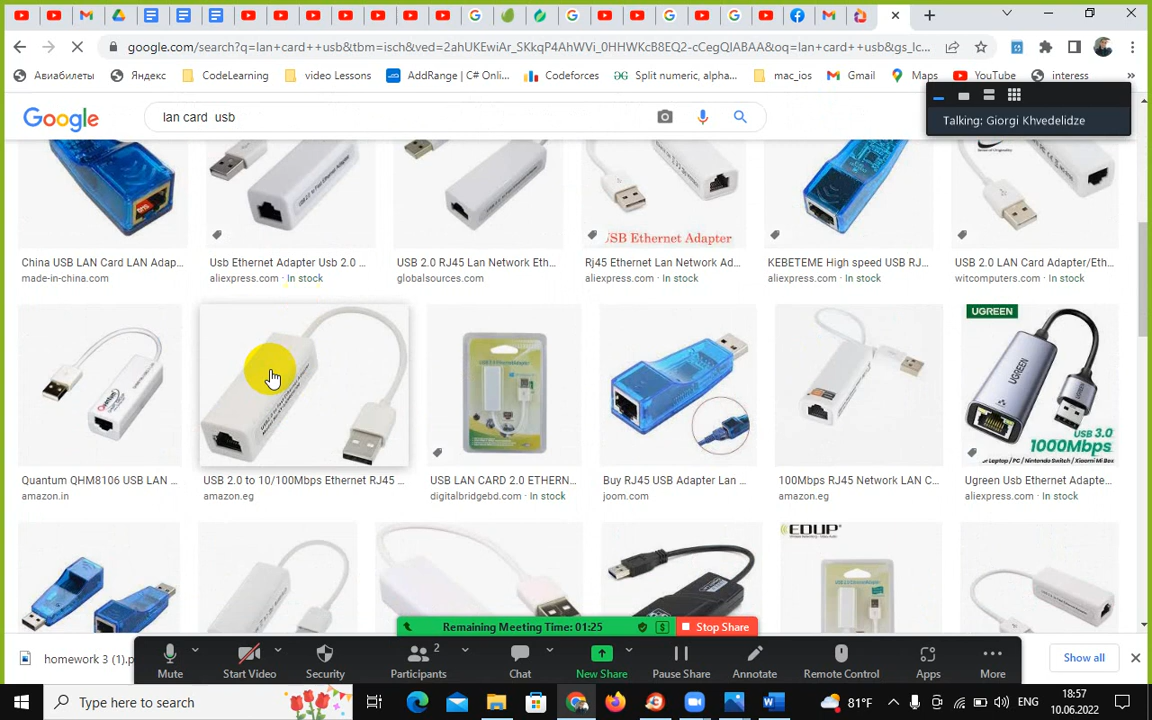 google.com/search?q=lan+card++usb&tbm=isch&ved=2ahUKEwiAr_SKkqP4AhWVi_0HHWKcB8EQ2-cCegQIABAA&oq=lan+card++usb&gs_lc...
Авиабилеты
Яндекс
CodeLearning
video Lessons
AddRange | C# Onli...
Codeforces
Split numeric, alpha...
mac_ios
Gmail
Maps
YouTube
interess
»
Google
lan card usb
Talking: Giorgi Khvedelidze
USB Ethernet Adapter
China USB LAN Card LAN Adap...
made-in-china.com
Usb Ethernet Adapter Usb 2.0 ...
aliexpress.com · In stock
USB 2.0 RJ45 Lan Network Eth...
globalsources.com
Rj45 Ethernet Lan Network Ad...
aliexpress.com · In stock
KEBETEME High speed USB RJ...
aliexpress.com · In stock
USB 2.0 LAN Card Adapter/Eth...
witcomputers.com · In stock
UGREEN
UGREEN
USB 3.0
1000Mbps
Laptop / PC / Nintendo Switch / Xiaomi Mi Box
Quantum QHM8106 USB LAN ...
amazon.in
USB 2.0 to 10/100Mbps Ethernet RJ45 ...
amazon.eg
USB LAN CARD 2.0 ETHERN...
digitalbridgebd.com · In stock
Buy RJ45 USB Adapter Lan ...
joom.com
100Mbps RJ45 Network LAN C...
amazon.eg
Ugreen Usb Ethernet Adapte...
aliexpress.com · In stock
EDUP
Remaining Meeting Time: 01:25
Stop Share
homework 3 (1).p
Mute
Start Video
Security
2
Participants
Chat
New Share
Pause Share
Annotate
Remote Control
Apps
More
Show all
Type here to search
81°F
ENG
18:57
10.06.2022